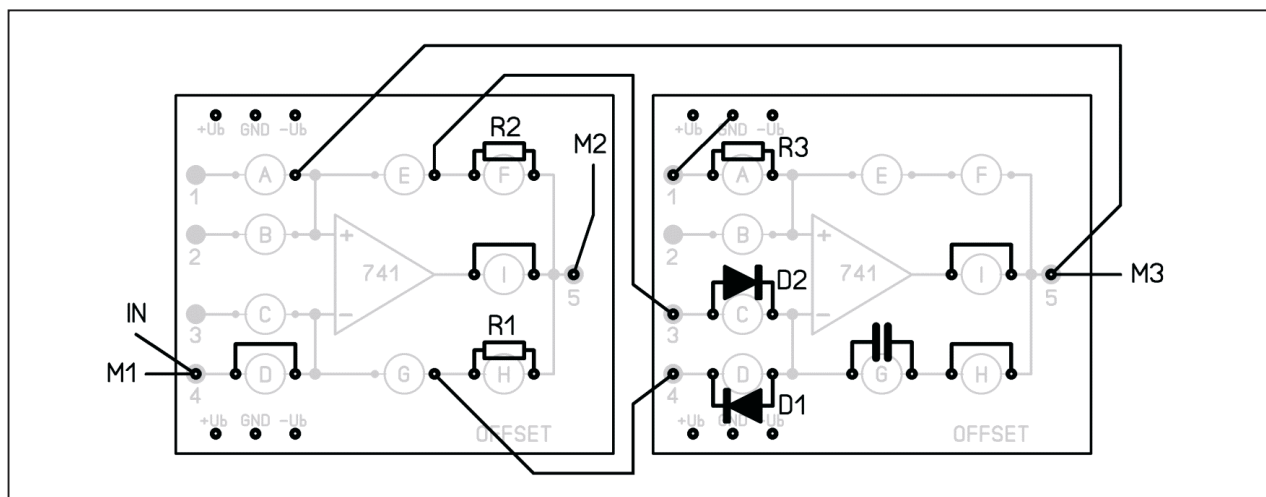 +Ub GND -Ub
1 A E R2 F M2
2 B
+
741 I 5
3 C
-
IN
M1 4 D G R1 H
+Ub GND -Ub
OFFSET
+Ub GND -Ub
1 R3 A E F
2 B
+
741 I 5 M3
D2
3 C
-
4 D G H
D1
+Ub GND -Ub
OFFSET